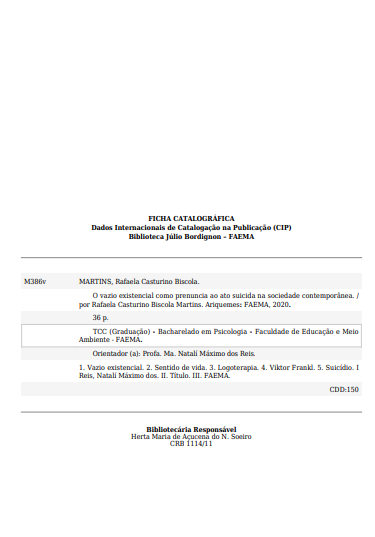 FICHA CATALOGRÁFICA
Dados Internacionais de Catalogação na Publicação (CIP)
Biblioteca Júlio Bordignon - FAEMA
M386v MARTINS, Rafaela Casturino Biscola.
O vazio existencial como prenuncia ao ato suicida na sociedade contemporânea. /
por Rafaela Casturino Biscola Martins. Ariquemes: FAEMA, 2020.
36 p.
TCC (Graduação) - Bacharelado em Psicologia - Faculdade de Educação e Meio
Ambiente - FAEMA.
Orientador (a): Profa. Ma. Natalí Máximo dos Reis.
1. Vazio existencial. 2. Sentido de vida. 3. Logoterapia. 4. Viktor Frankl. 5. Suicídio. I
Reis, Natalí Máximo dos. II. Título. III. FAEMA.
CDD:150
Bibliotecária Responsável
Herta Maria de Açucena do N. Soeiro
CRB 1114/11